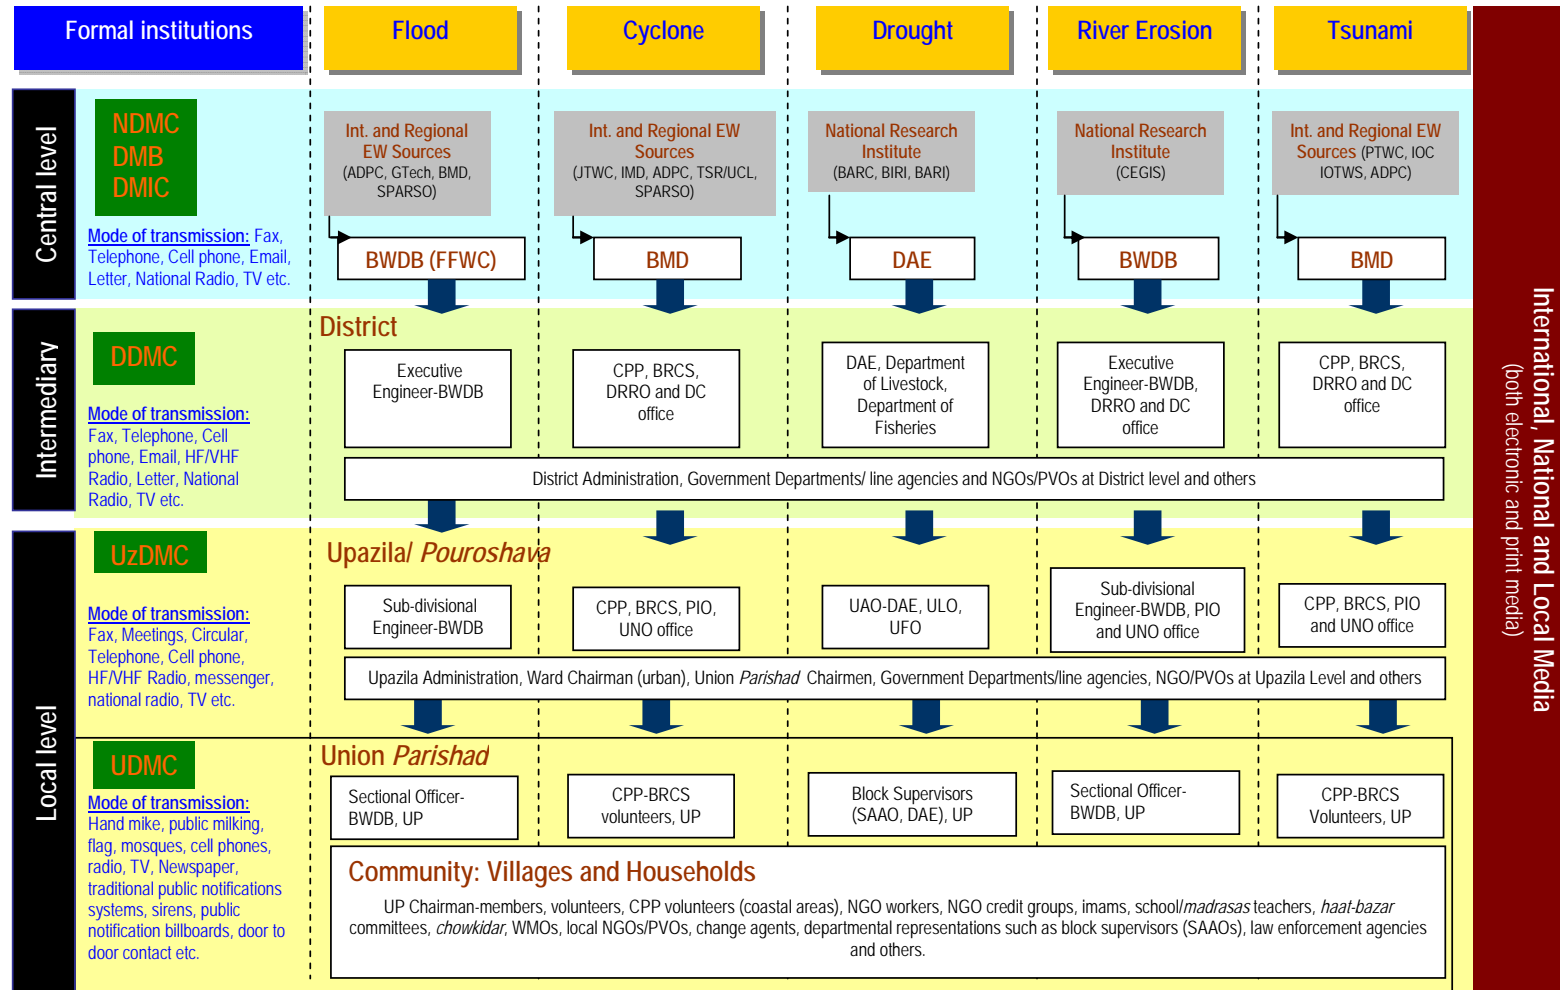 Formal institutions
Flood
Cyclone
Drought
River Erosion
Tsunami
Central level
NDMC
DMB
DMIC
Mode of transmission: Fax,
Telephone, Cell phone, Email,
Letter, National Radio, TV etc.
Int. and Regional
EW Sources
(ADPC, GTech, BMD,
SPARSO)
Int. and Regional EW
Sources
(JTWC, IMD, ADPC, TSR/UCL,
SPARSO)
National Research
Institute
(BARC, BIRI, BARI)
National Research
Institute
(CEGIS)
Int. and Regional EW
Sources (PTWC, IOC
IOTWS, ADPC)
BWDB (FFWC)
BMD
DAE
BWDB
BMD
Intermediary
DDMC
Mode of transmission:
Fax, Telephone, Cell
phone, Email, HF/VHF
Radio, Letter, National
Radio, TV etc.
District
Executive
Engineer-BWDB
CPP, BRCS,
DRRO and DC
office
DAE, Department
of Livestock,
Department of
Fisheries
Executive
Engineer-BWDB,
DRRO and DC
office
CPP, BRCS,
DRRO and DC
office
District Administration, Government Departments/ line agencies and NGOs/PVOs at District level and others
Local level
UzDMC
Mode of transmission:
Fax, Meetings, Circular,
Telephone, Cell phone,
HF/VHF Radio, messenger,
national radio, TV etc.
Upazila/ Pouroshava
Sub-divisional
Engineer-BWDB
CPP, BRCS, PIO,
UNO office
UAO-DAE, ULO,
UFO
Sub-divisional
Engineer-BWDB, PIO
and UNO office
CPP, BRCS, PIO
and UNO office
Upazila Administration, Ward Chairman (urban), Union Parishad Chairmen, Government Departments/line agencies, NGO/PVOs at Upazila Level and others
UDMC
Mode of transmission:
Hand mike, public milking,
flag, mosques, cell phones,
radio, TV, Newspaper,
traditional public notifications
systems, sirens, public
notification billboards, door to
door contact etc.
Union Parishad
Sectional Officer-
BWDB, UP
CPP-BRCS
volunteers, UP
Block Supervisors
(SAAO, DAE), UP
Sectional Officer-
BWDB, UP
CPP-BRCS
Volunteers, UP
Community: Villages and Households
UP Chairman-members, volunteers, CPP volunteers (coastal areas), NGO workers, NGO credit groups, imams, school/madrasas teachers, haat-bazar
committees, chowkidar, WMOs, local NGOs/PVOs, change agents, departmental representations such as block supervisors (SAAOs), law enforcement agencies
and others.
International, National and Local Media
(both electronic and print media)